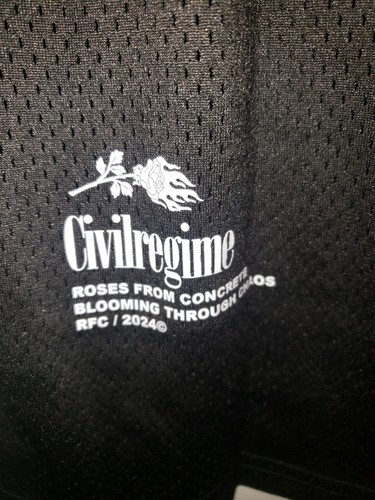 Civilregime
ROSES FROM CONCRETE
BLOOMING THROUGH CHAOS
RFC / 2024©